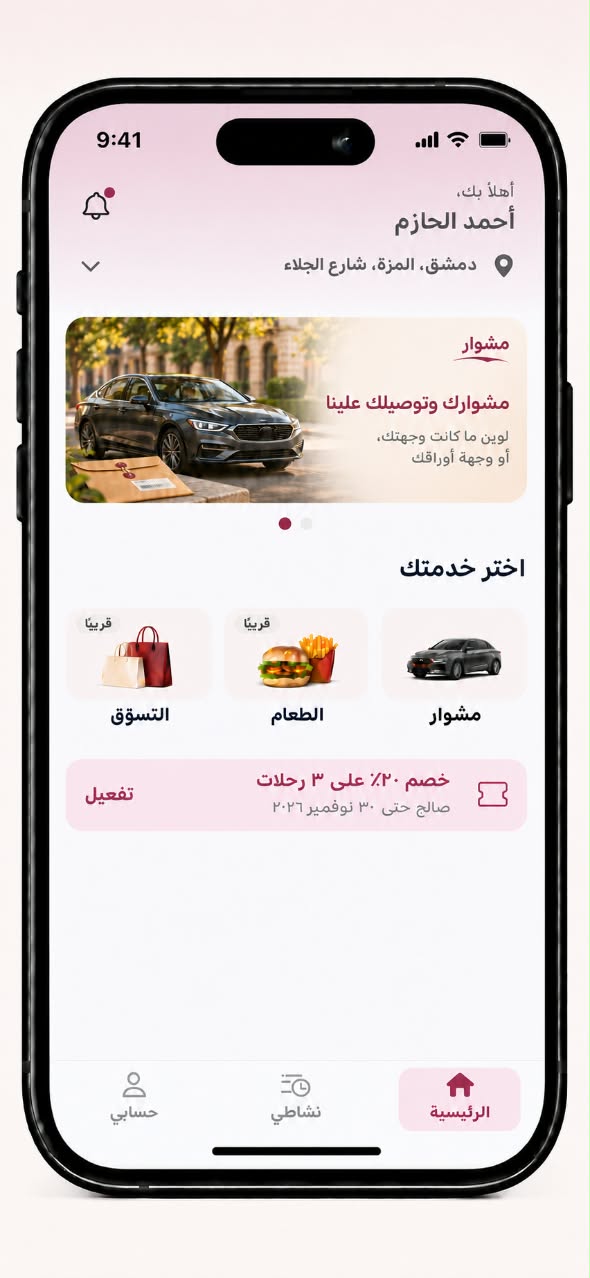 9:41
أهلاً بك،
أحمد الحازم
دمشق، المزة، شارع الجلاء
مشوار
مشوارك وتوصيلك علينا
لوين ما كانت وجهتك،
أو وجهة أوراقك
اختر خدمتك
مشوار
قريبًا
الطعام
قريبًا
التسوّق
خصم ٢٠٪ على ٣ رحلات
صالح حتى ٣٠ نوفمبر ٢٠٢٦
تفعيل
الرئيسية
نشاطي
حسابي